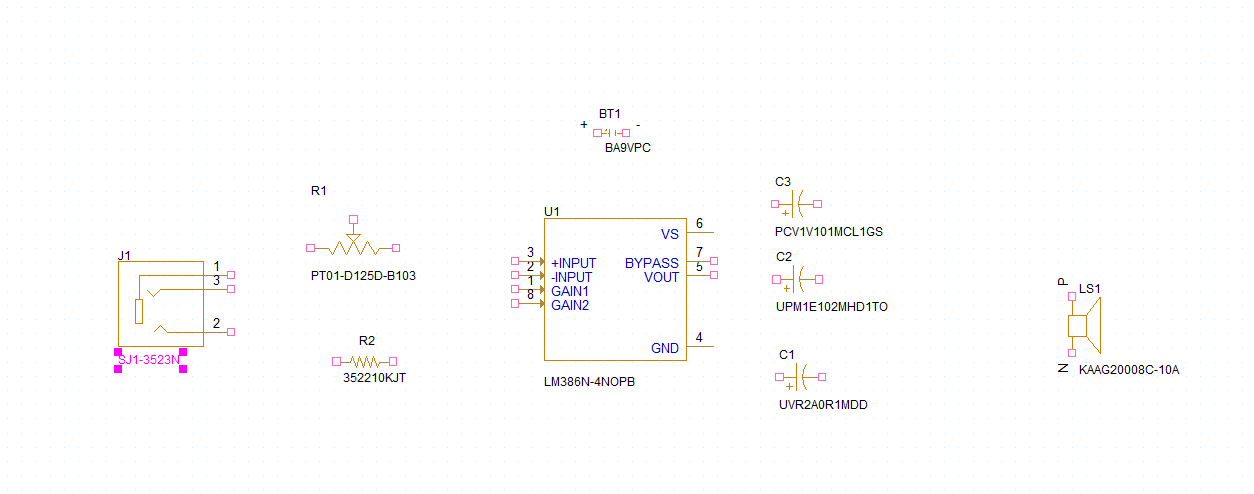 BT1
+ -
BA9VPC
R1
PT01-D125D-B103
J1
1
3
2
SJ1-3523N
R2
352210KJT
U1
3 +INPUT
2 -INPUT
1 GAIN1
8 GAIN2
VS 6
BYPASS 7
VOUT 5
GND 4
LM386N-4NOPB
C3
+
PCV1V101MCL1GS
C2
+
UPM1E102MHD1TO
C1
+
UVR2A0R1MDD
P
LS1
N
KAAG20008C-10A